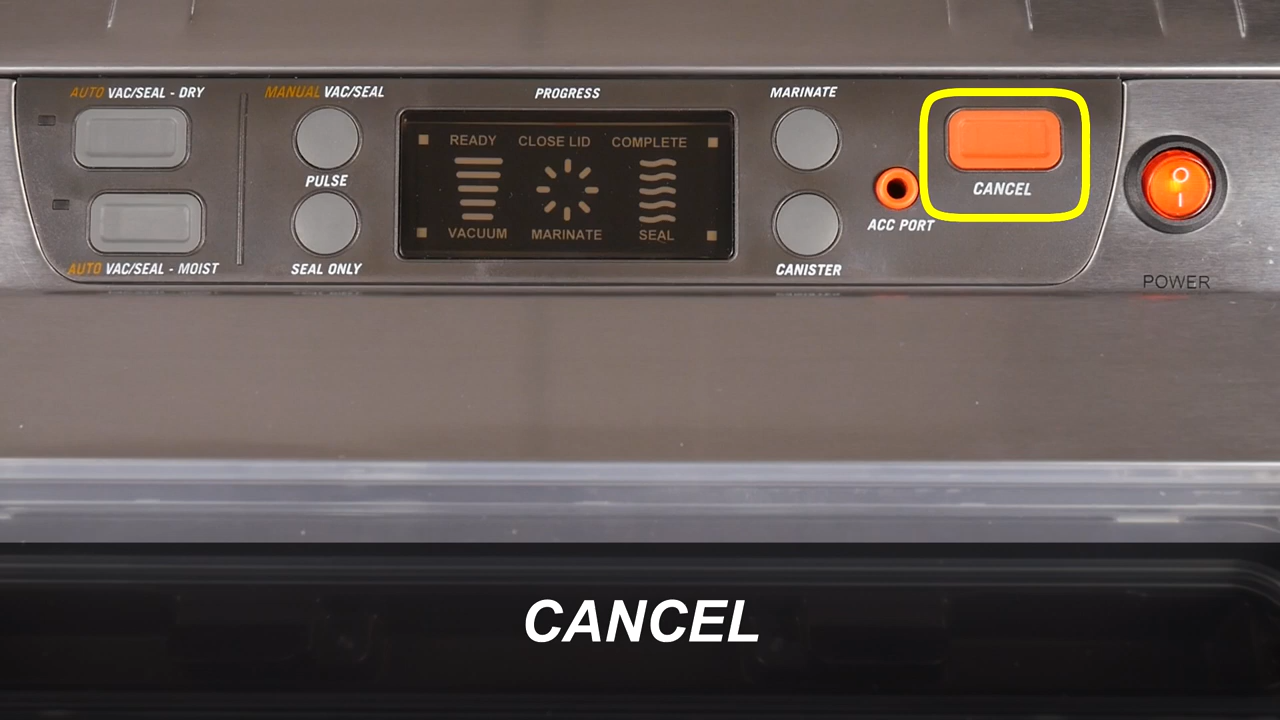 AUTO VAC/SEAL - DRY
MANUAL VAC/SEAL
PULSE
PROGRESS
READY CLOSE LID COMPLETE
VACUUM MARINATE SEAL
MARINATE
CANCEL
ACC PORT
AUTO VAC/SEAL - MOIST
SEAL ONLY
CANISTER
O
I
POWER
CANCEL